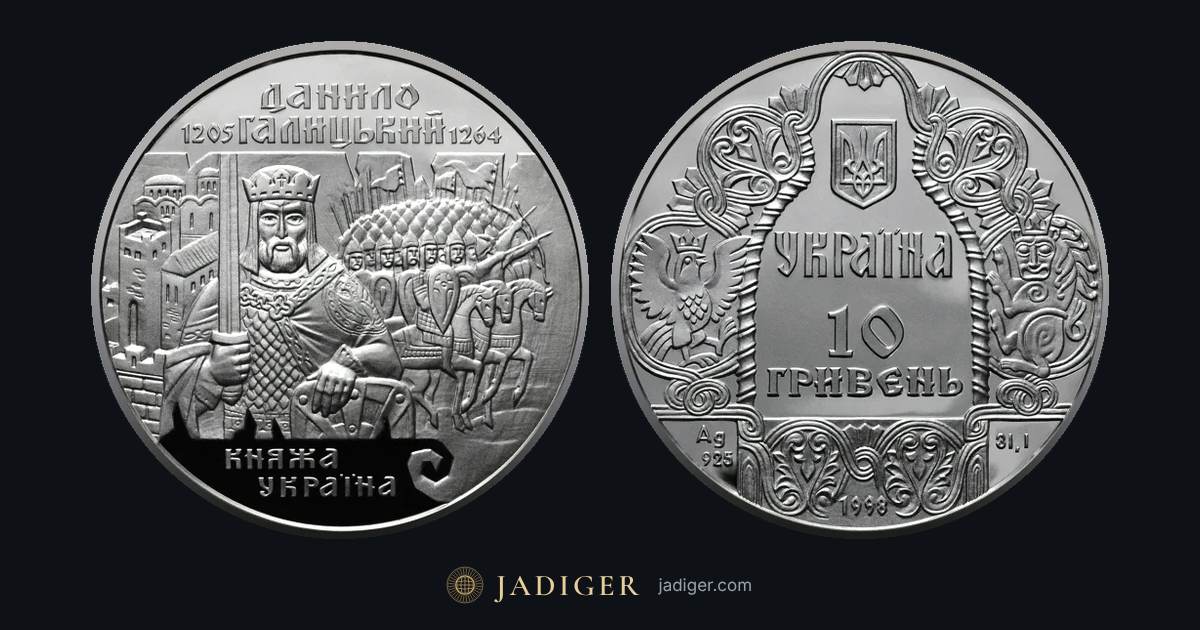 ДАНИЛО
1205 ГАЛИЦЬКИЙ 1264
КНЯЖА
УКРАЇНА
УКРАЇНА
10
ГРИВЕНЬ
Ag
925
31,1
1998
JADIGER jadiger.com